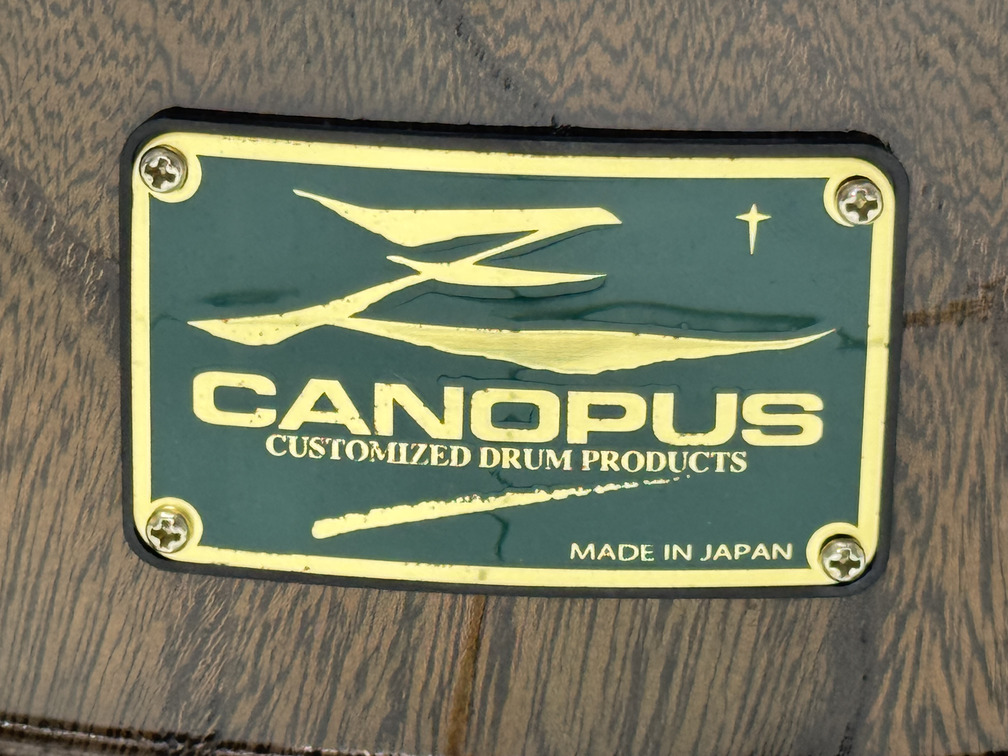 CANOPUS
CUSTOMIZED DRUM PRODUCTS
MADE IN JAPAN